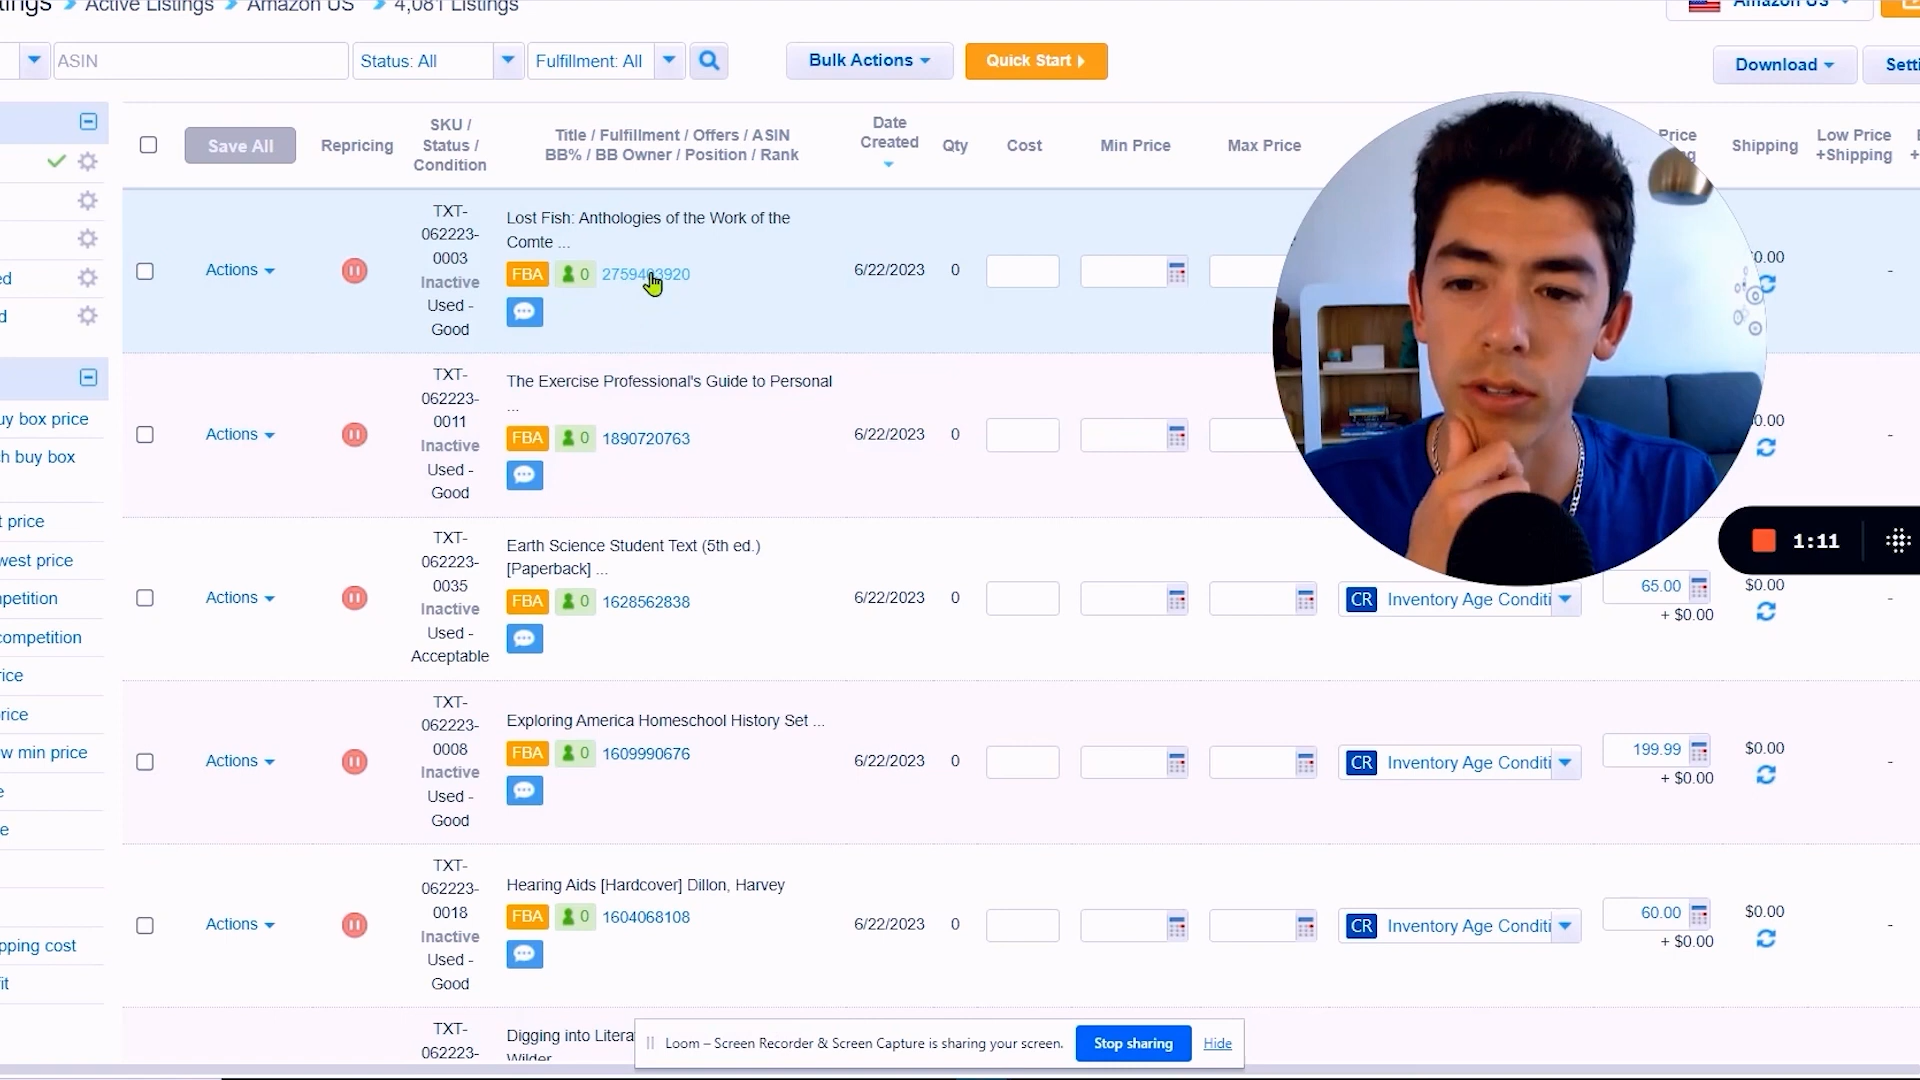 Active Listings
Amazon US
4,081 Listings
Amazon US
ASIN
Status: All
Fulfillment: All
Bulk Actions
Quick Start
Download
Save All
Repricing
SKU /
Status /
Condition
Title / Fulfillment / Offers / ASIN
BB% / BB Owner / Position / Rank
Date
Created
Qty
Cost
Min Price
Max Price
Price
Shipping
Low Price
+Shipping
uy box price
h buy box
t price
west price
petition
competition
rice
rice
w min price
e
e
pping cost
it
Actions
TXT-
062223-
0003
Inactive
Used -
Good
Lost Fish: Anthologies of the Work of the
Comte ...
FBA
0
6/22/2023
0
Actions
TXT-
062223-
0011
Inactive
Used -
Good
The Exercise Professional's Guide to Personal
...
FBA
0
1890720763
6/22/2023
0
Actions
TXT-
062223-
0035
Inactive
Used -
Acceptable
Earth Science Student Text (5th ed.)
[Paperback] ...
FBA
0
1628562838
6/22/2023
0
CR
Inventory Age Conditi
65.00
+ $0.00
$0.00
-
Actions
TXT-
062223-
0008
Inactive
Used -
Good
Exploring America Homeschool History Set ...
FBA
0
1609990676
6/22/2023
0
CR
Inventory Age Conditi
199.99
+ $0.00
$0.00
-
Actions
TXT-
062223-
0018
Inactive
Used -
Good
Hearing Aids [Hardcover] Dillon, Harvey
FBA
0
1604068108
6/22/2023
0
CR
Inventory Age Conditi
60.00
+ $0.00
$0.00
-
TXT-
062223-
Digging into Litera
Wilder
1:11
Loom – Screen Recorder & Screen Capture is sharing your screen.
Stop sharing
Hide